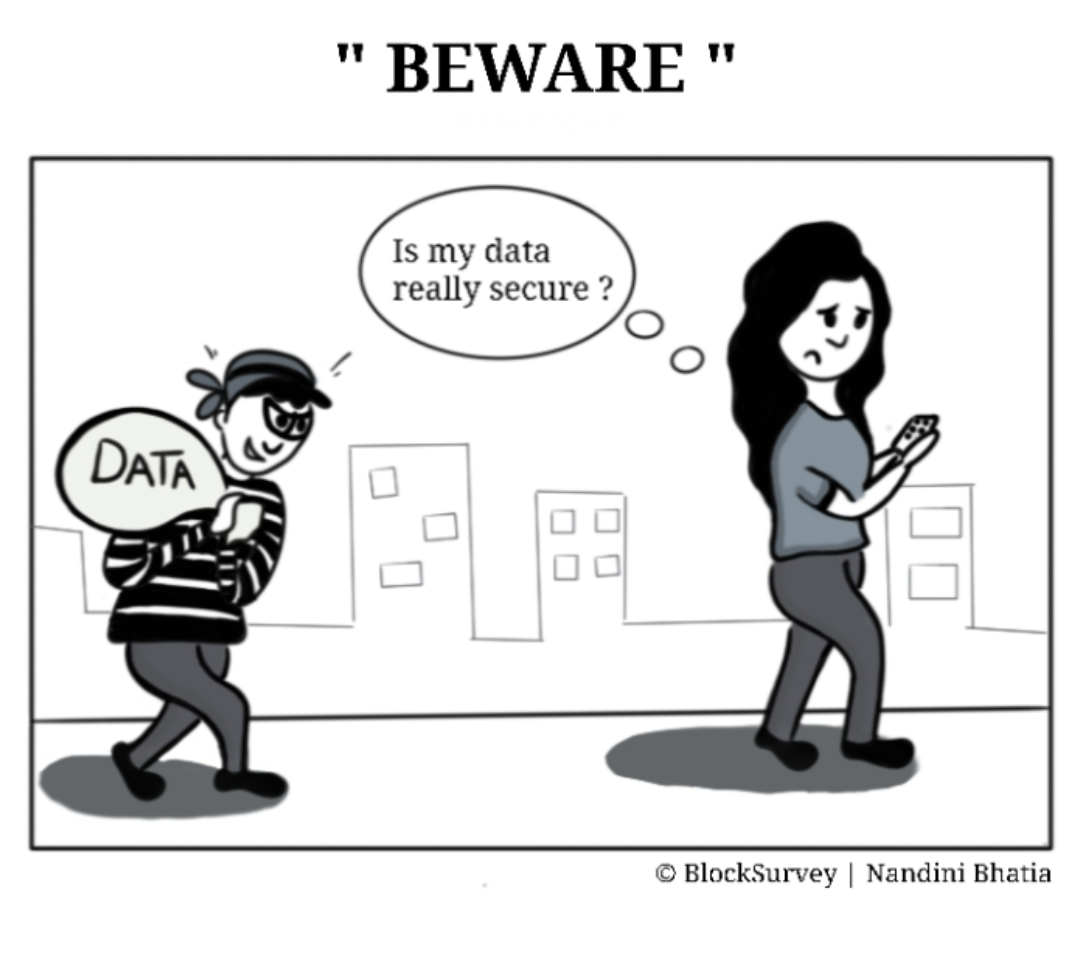 " BEWARE "
Is my data
really secure ?
DATA
© BlockSurvey | Nandini Bhatia